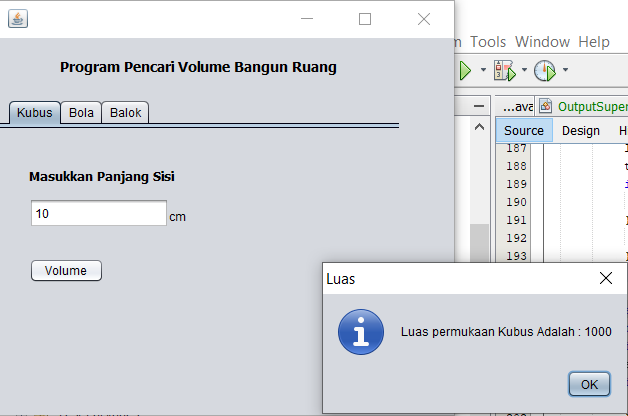 Program Pencari Volume Bangun Ruang
Kubus Bola Balok
Masukkan Panjang Sisi
10 cm
Volume
Tools Window Help
...ava OutputSuper
Source Design H
187
188
189
190
191
192
193
Luas
Luas permukaan Kubus Adalah : 1000
OK